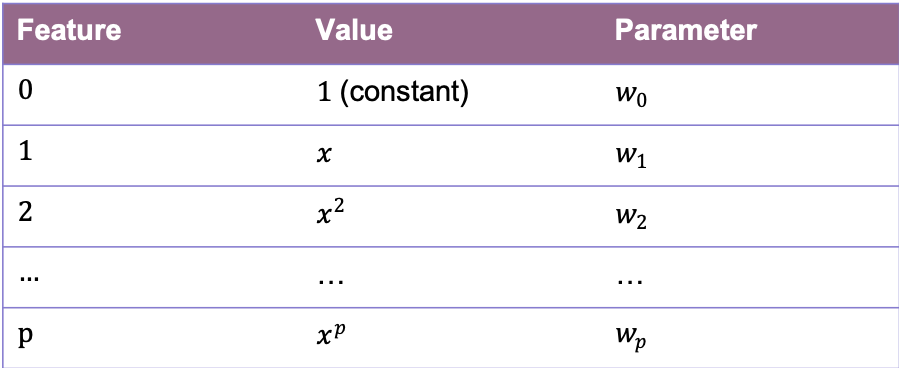 Feature Value Parameter
0 1 (constant) w₀
1 x w₁
2 x² w₂
... ... ...
p xᵖ wₚ